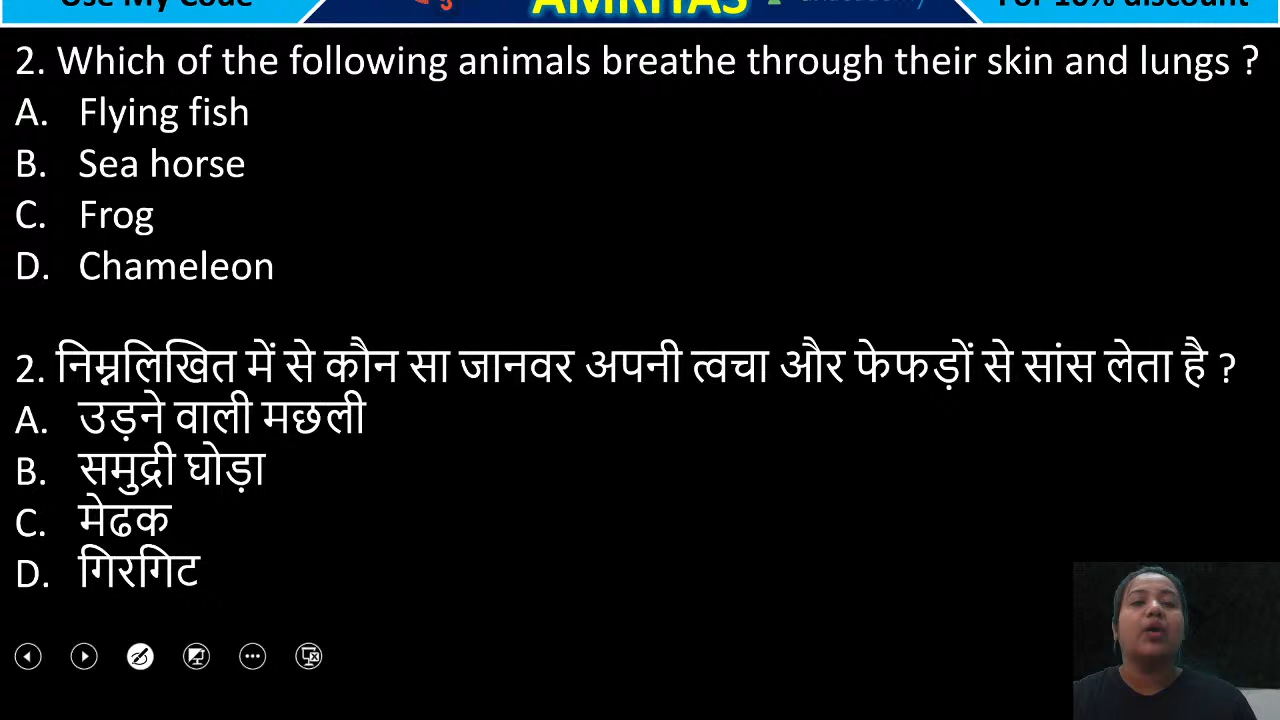 Use My Code
AMRITAS
For 10% discount
2. Which of the following animals breathe through their skin and lungs ?
A. Flying fish
B. Sea horse
C. Frog
D. Chameleon
2. निम्नलिखित में से कौन सा जानवर अपनी त्वचा और फेफड़ों से सांस लेता है ?
A. उड़ने वाली मछली
B. समुद्री घोड़ा
C. मेढक
D. गिरगिट